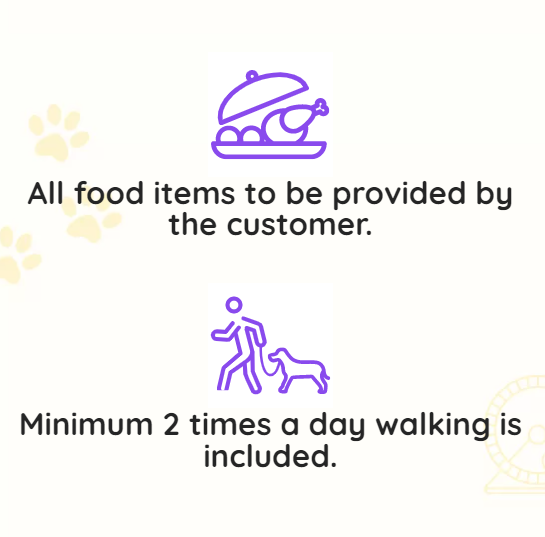 All food items to be provided by
the customer.
Minimum 2 times a day walking is
included.